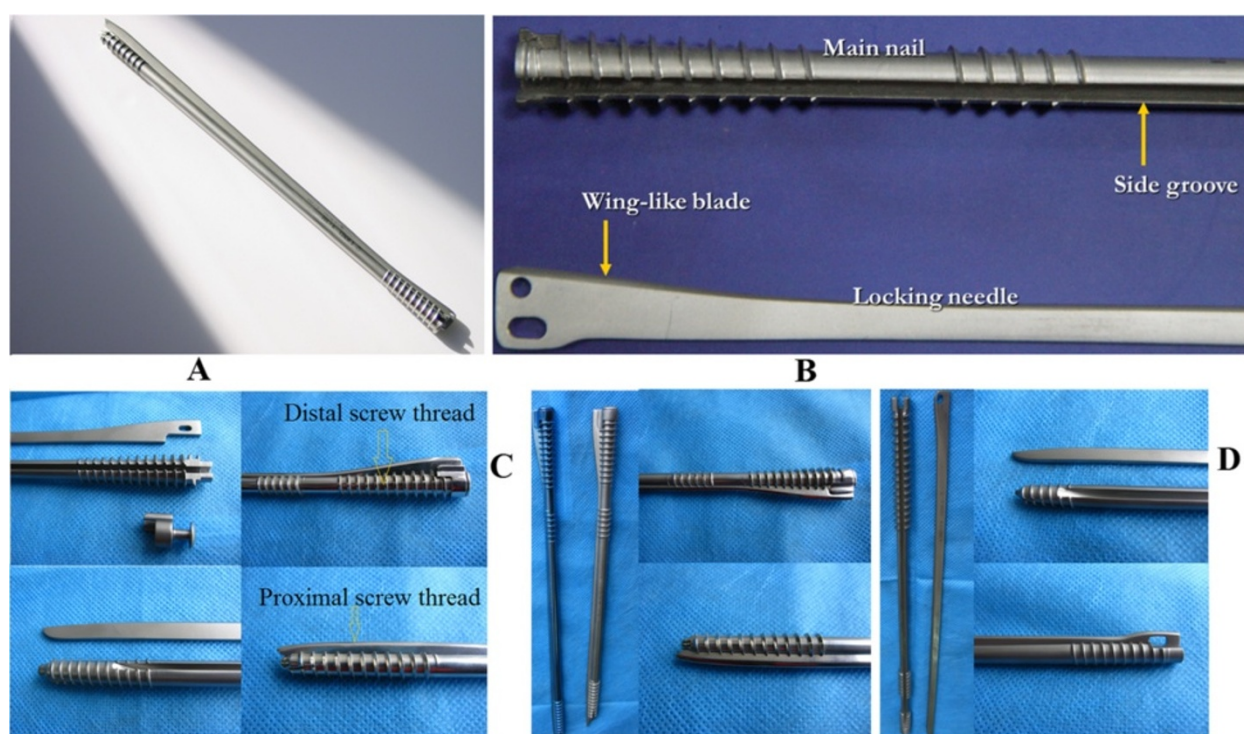 Main nail
Side groove
Wing-like blade
Locking needle
A
B
Distal screw thread
C
D
Proximal screw thread